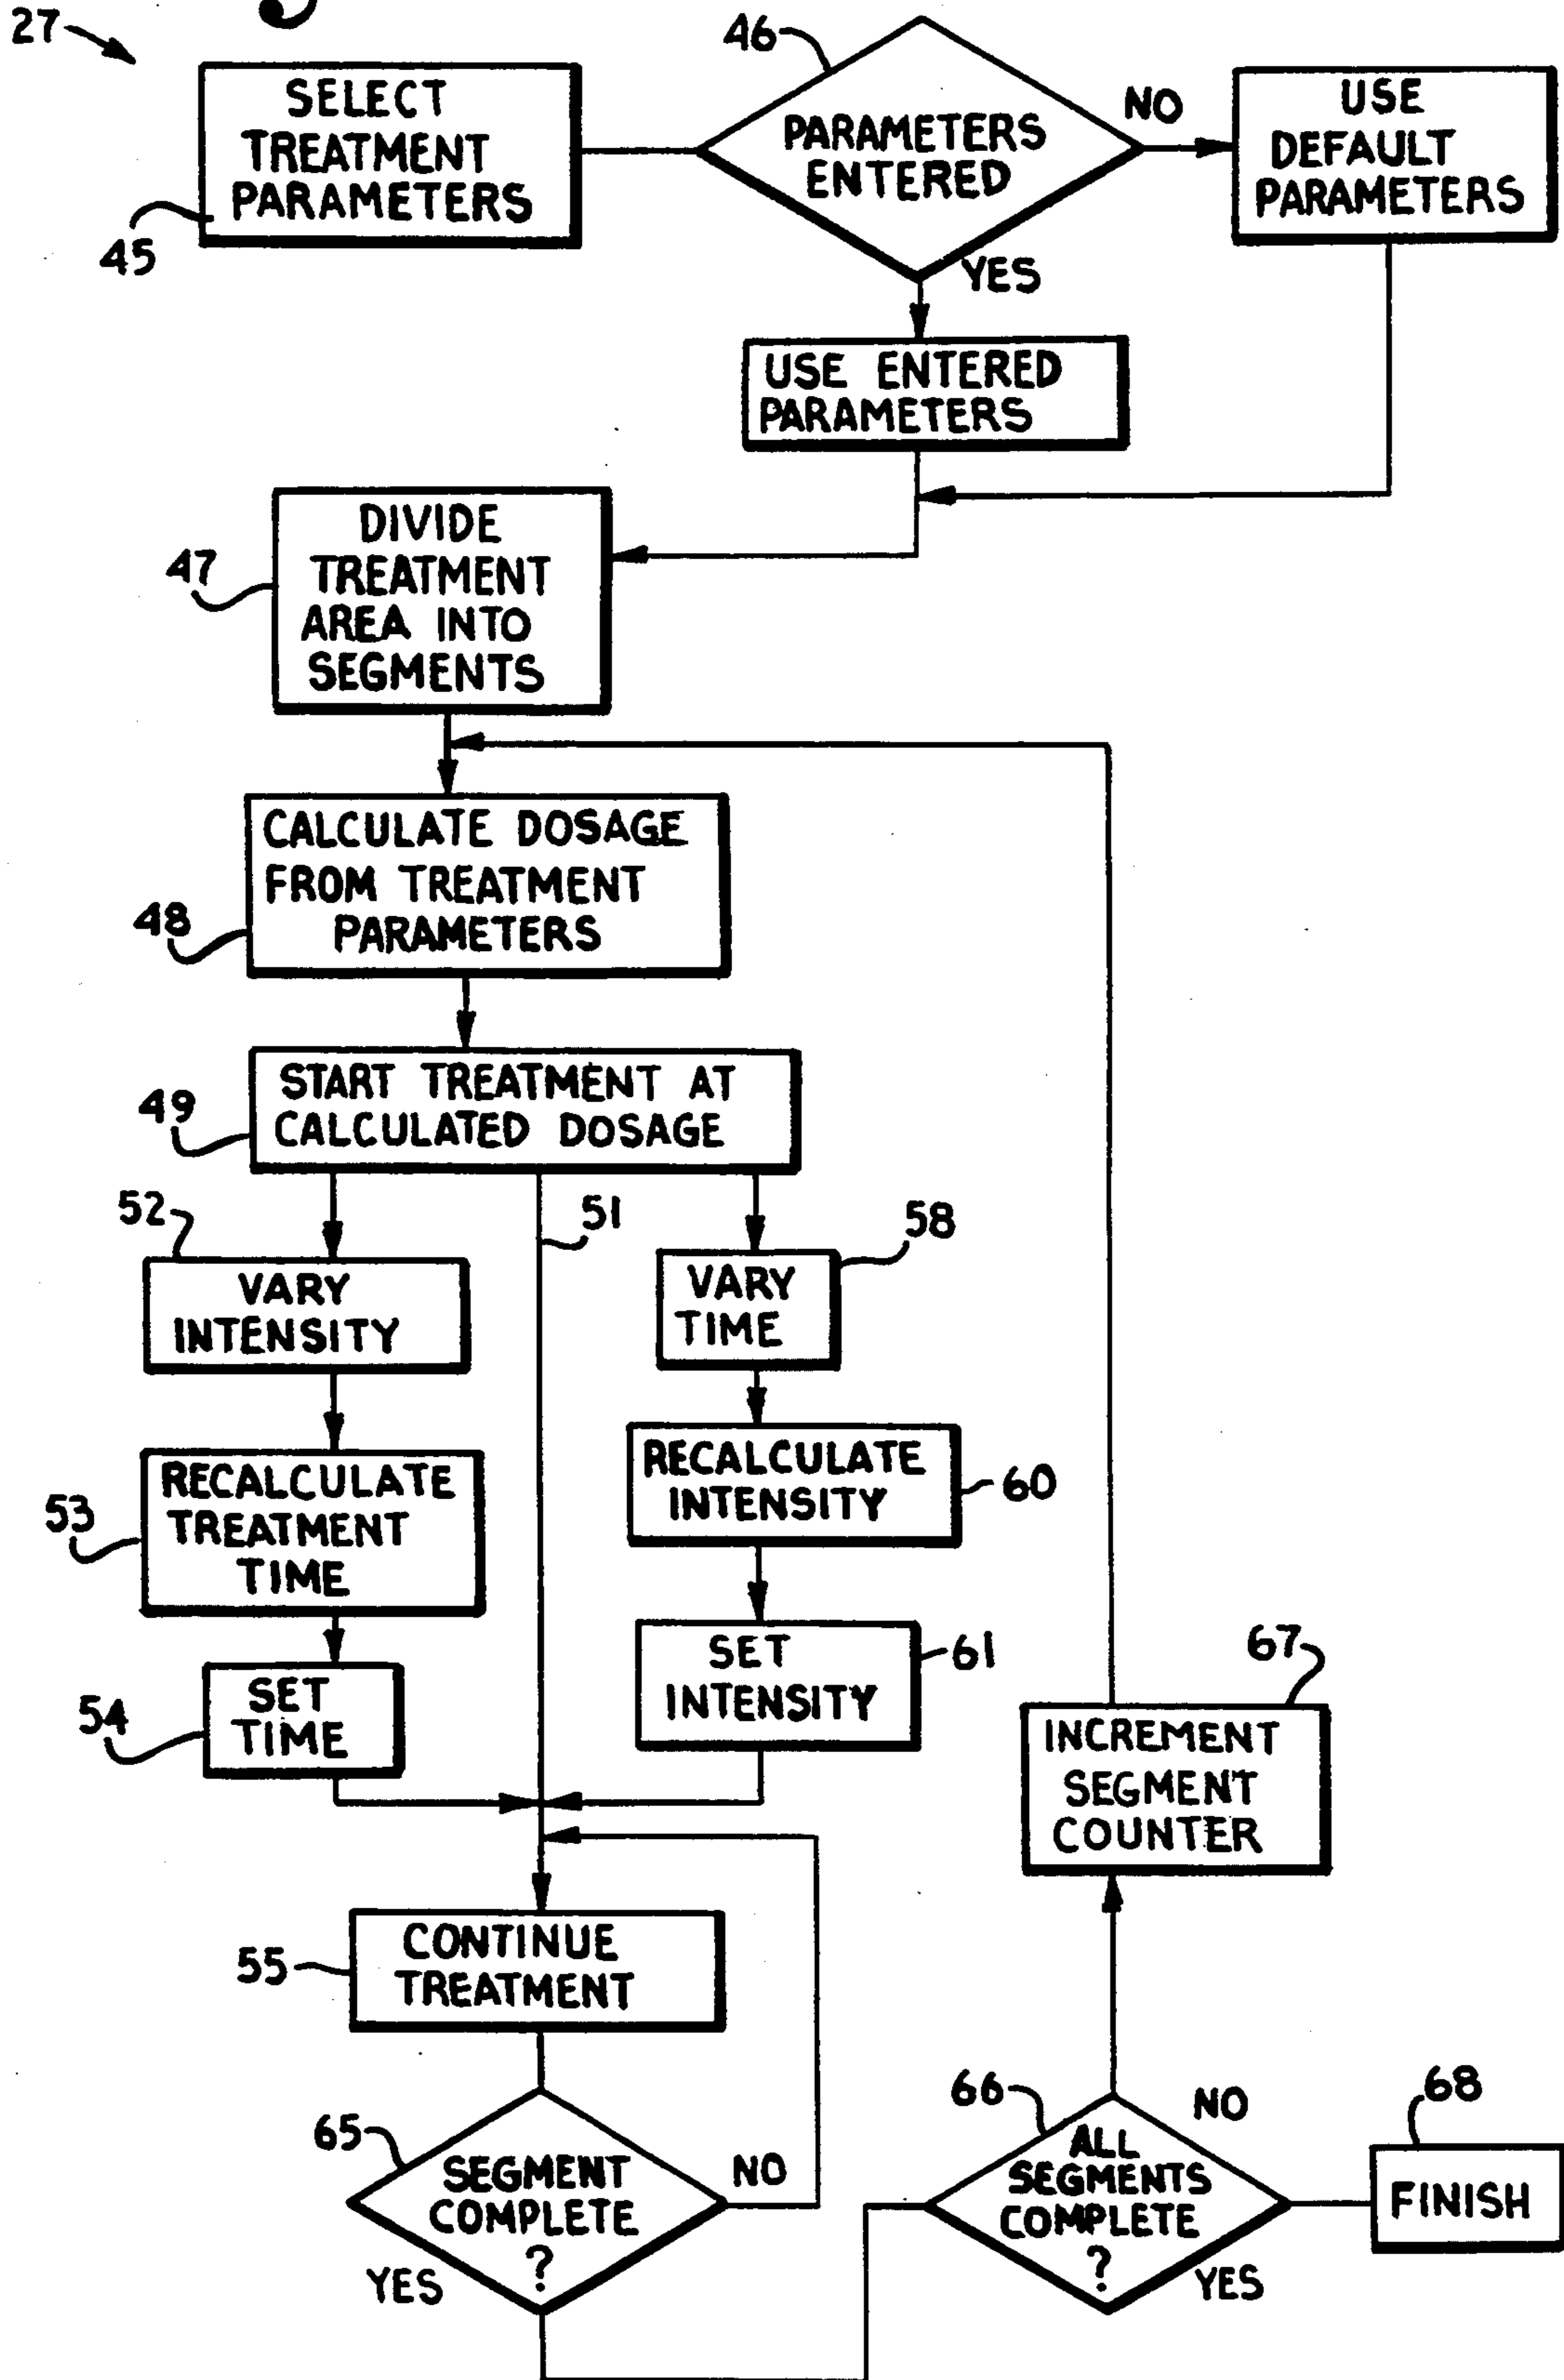 27
46
SELECT
TREATMENT
PARAMETERS
45
PARAMETERS
ENTERED
NO
USE
DEFAULT
PARAMETERS
YES
USE ENTERED
PARAMETERS
47
DIVIDE
TREATMENT
AREA INTO
SEGMENTS
48
CALCULATE DOSAGE
FROM TREATMENT
PARAMETERS
49
START TREATMENT AT
CALCULATED DOSAGE
52
51
58
VARY
INTENSITY
VARY
TIME
53
RECALCULATE
TREATMENT
TIME
RECALCULATE
INTENSITY
60
54
SET
TIME
SET
INTENSITY
61
67
INCREMENT
SEGMENT
COUNTER
55
CONTINUE
TREATMENT
65
SEGMENT
COMPLETE
?
NO
YES
66
ALL
SEGMENTS
COMPLETE
?
NO
YES
68
FINISH